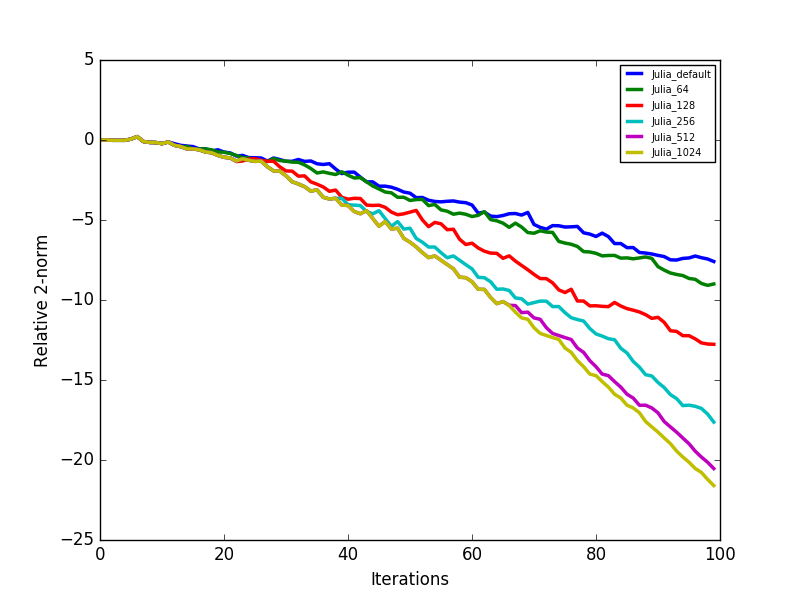 5
0
−5
−10
−15
−20
−25
0 20 40 60 80 100
Relative 2-norm
Iterations
Julia_default
Julia_64
Julia_128
Julia_256
Julia_512
Julia_1024